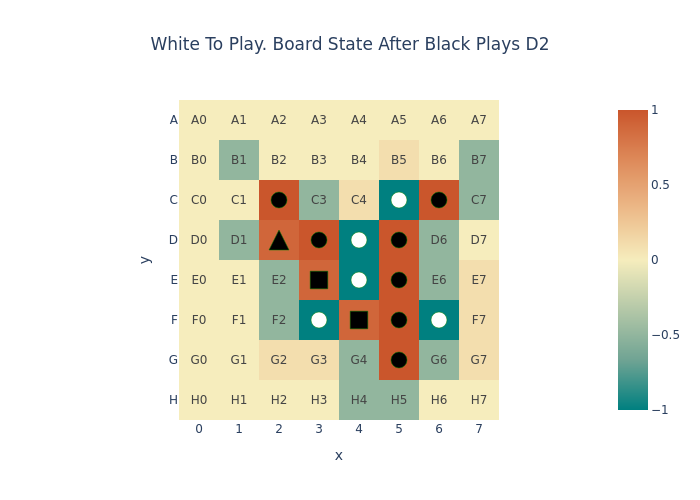 White To Play. Board State After Black Plays D2
A A0 A1 A2 A3 A4 A5 A6 A7
B B0 B1 B2 B3 B4 B5 B6 B7
C C0 C1 C3 C4 C7
D D0 D1 D6 D7
E E0 E1 E2 E6 E7
F F0 F1 F2 F7
G G0 G1 G2 G3 G4 G6 G7
H H0 H1 H2 H3 H4 H5 H6 H7
0 1 2 3 4 5 6 7
x
y
1
0.5
0
−0.5
−1